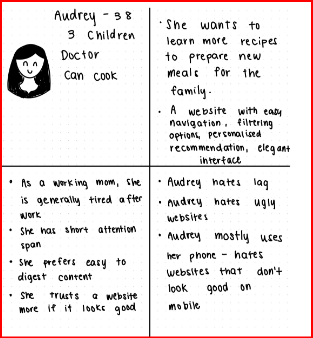 Audrey - 38
3 Children
Doctor
Can cook
• She wants to
learn more recipes
to prepare new
meals for the
family.
• A website with easy
navigation, filtering
options, personalised
recommendation, elegant
interface
• As a working mom, she
is generally tired after
work
• She has short attention
span
• She prefers easy to
digest content
• She trusts a website
more if it looks good
• Audrey hates lag
• Audrey hates ugly
websites
• Audrey mostly uses
her phone - hates
websites that don't
look good on
mobile